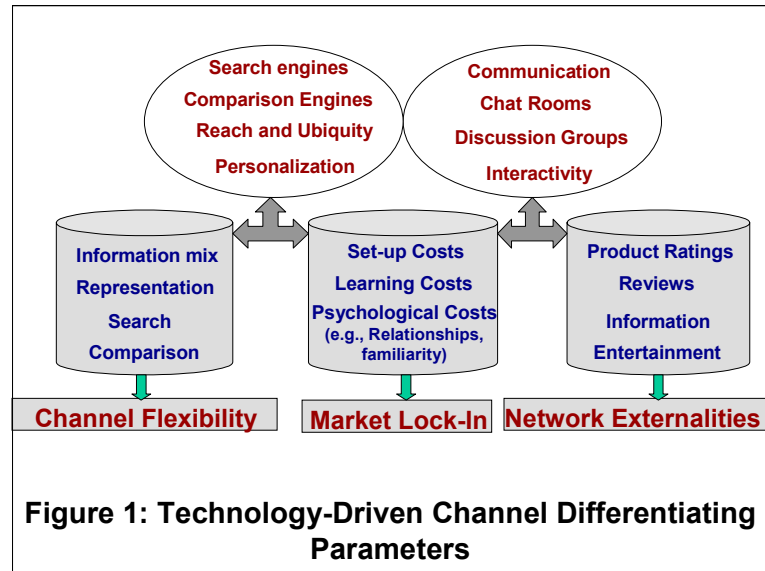 Search engines
Comparison Engines
Reach and Ubiquity
Personalization
Communication
Chat Rooms
Discussion Groups
Interactivity
Information mix
Representation
Search
Comparison
Set-up Costs
Learning Costs
Psychological Costs
(e.g., Relationships,
familiarity)
Product Ratings
Reviews
Information
Entertainment
Channel Flexibility
Market Lock-In
Network Externalities
Figure 1: Technology-Driven Channel Differentiating
Parameters